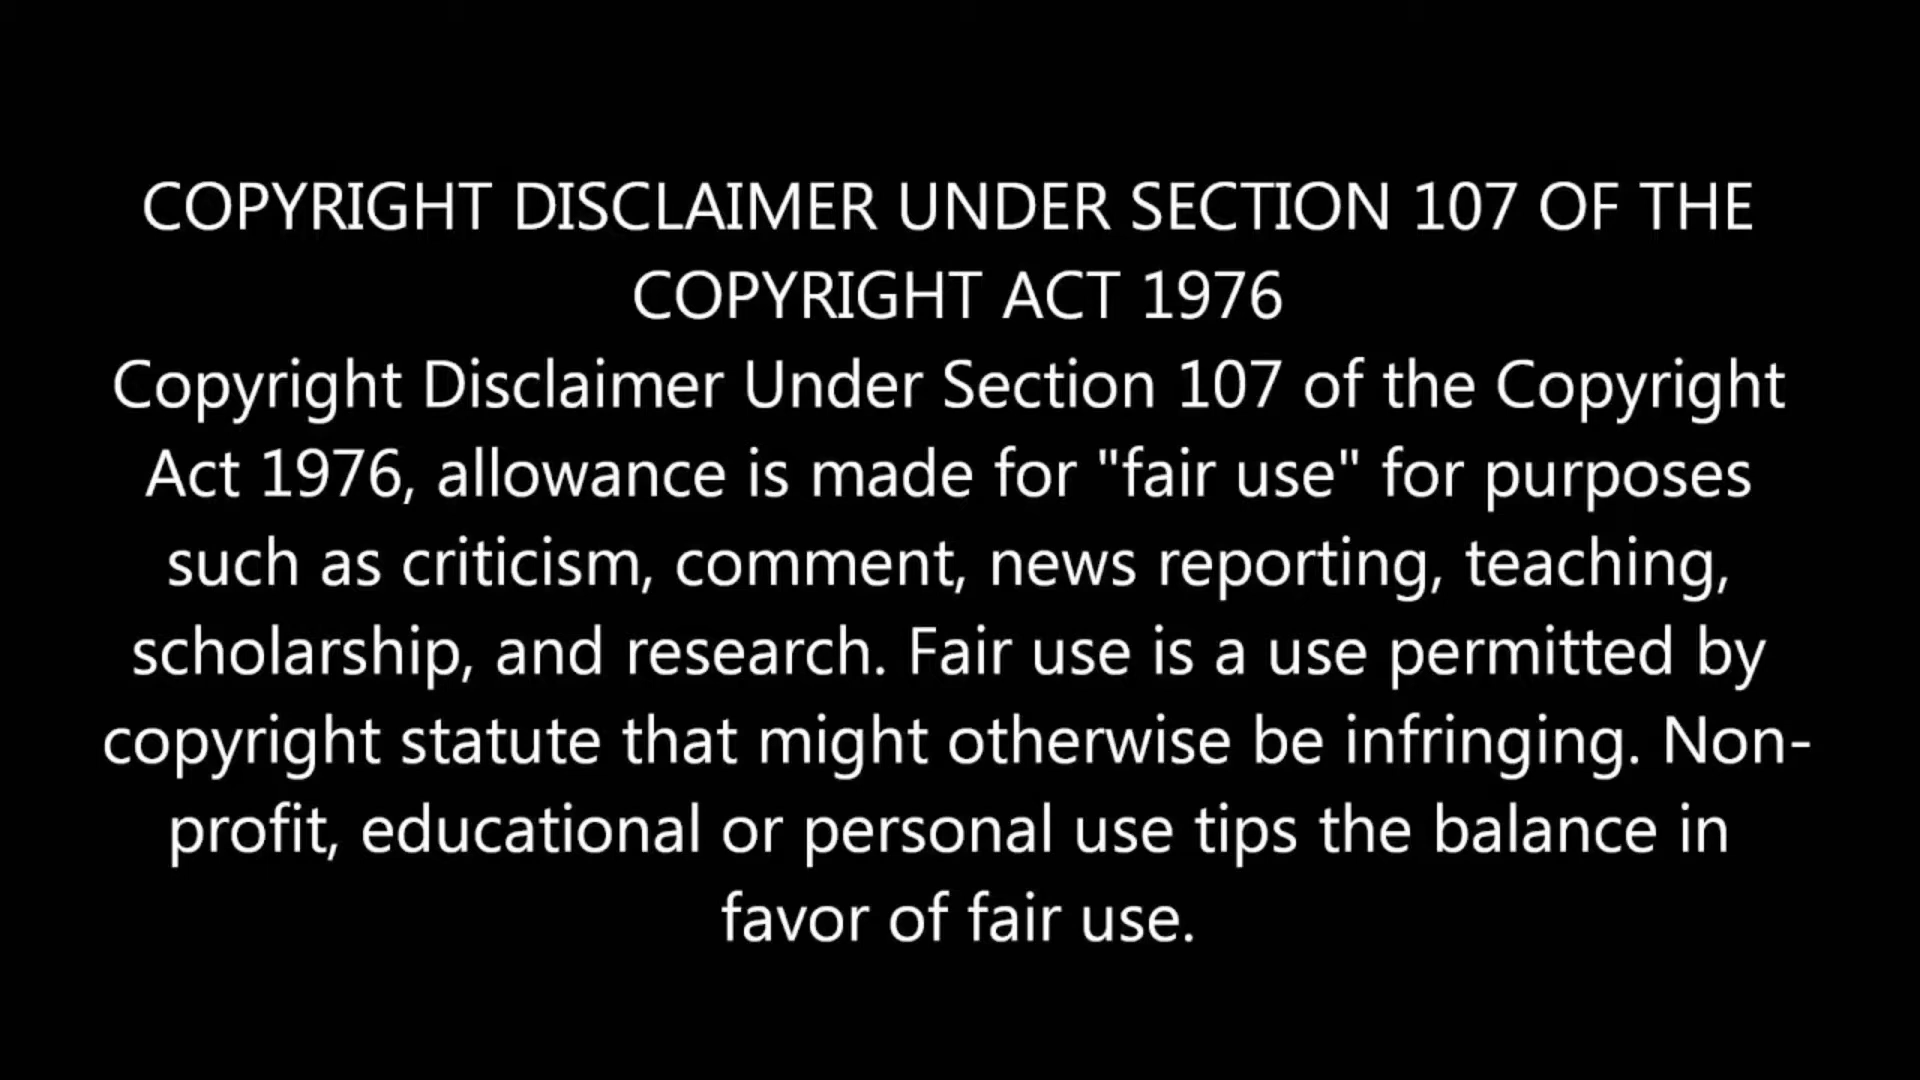 COPYRIGHT DISCLAIMER UNDER SECTION 107 OF THE
COPYRIGHT ACT 1976
Copyright Disclaimer Under Section 107 of the Copyright
Act 1976, allowance is made for "fair use" for purposes
such as criticism, comment, news reporting, teaching,
scholarship, and research. Fair use is a use permitted by
copyright statute that might otherwise be infringing. Non-
profit, educational or personal use tips the balance in
favor of fair use.